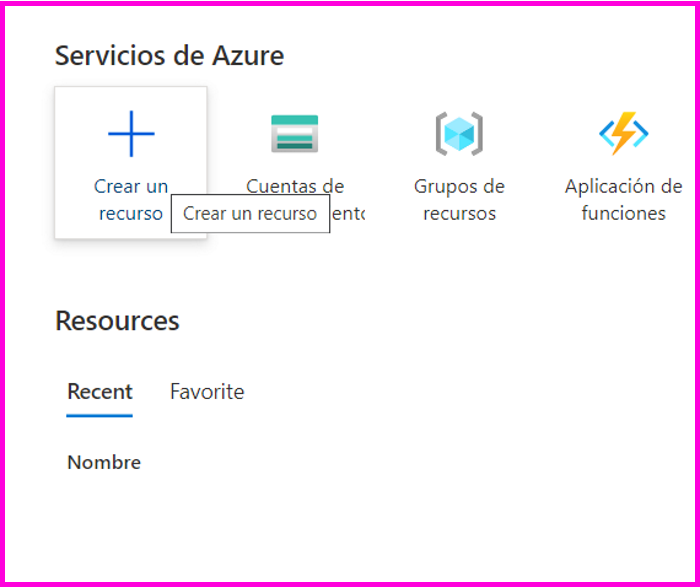 Servicios de Azure
Crear un
recurso
Crear un recurso
Cuentas de
Grupos de
recursos
Aplicación de
funciones
Resources
Recent Favorite
Nombre